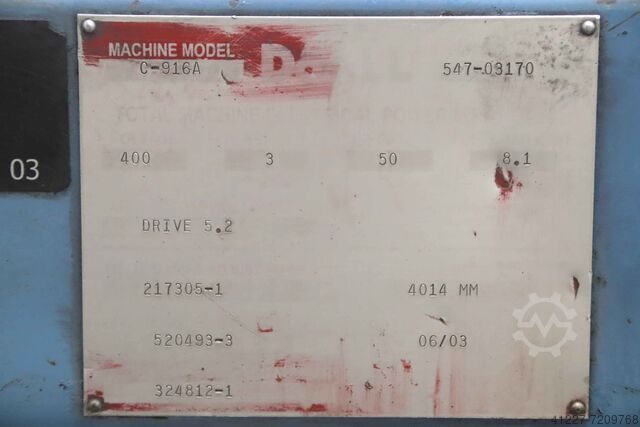 MACHINE MODEL
C-916A 547-03170
400 3 50 8.1
03
DRIVE 5.2
217305-1 4014 MM
520493-3 06/03
324812-1
41227-7209768